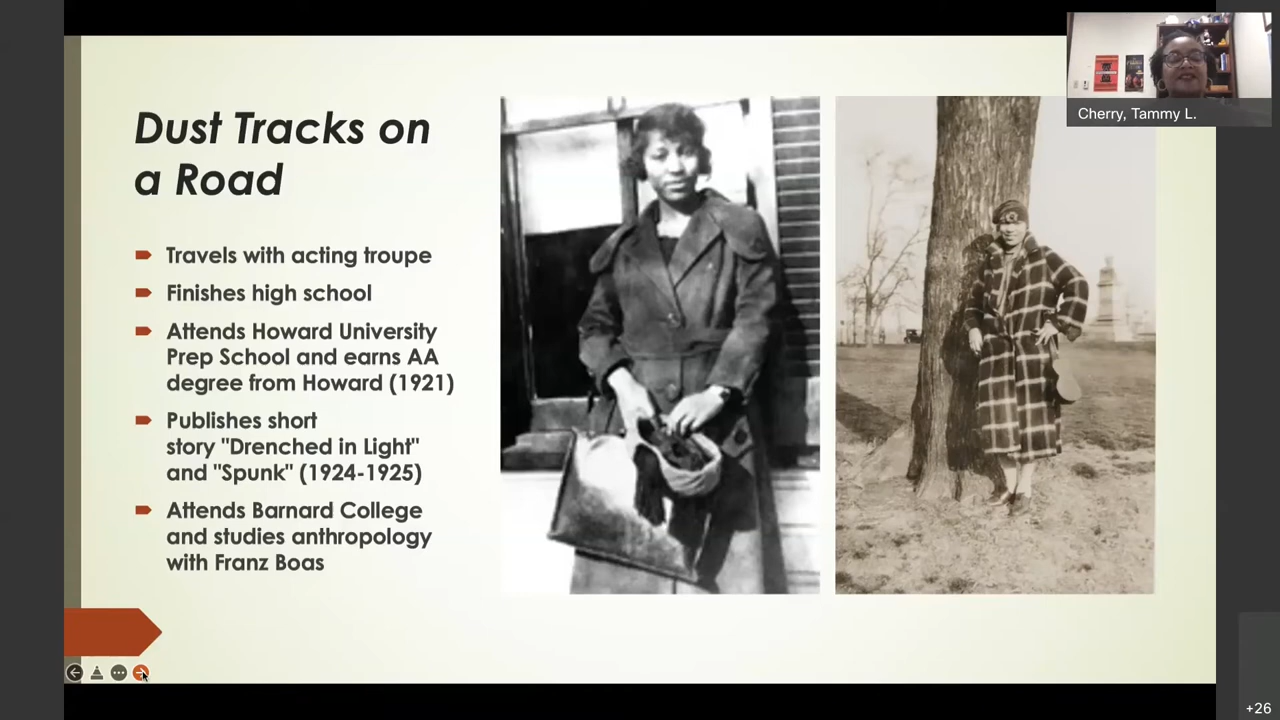 Dust Tracks on
a Road
Travels with acting troupe
Finishes high school
Attends Howard University
Prep School and earns AA
degree from Howard (1921)
Publishes short
story "Drenched in Light"
and "Spunk" (1924-1925)
Attends Barnard College
and studies anthropology
with Franz Boas
Cherry, Tammy L.
+26